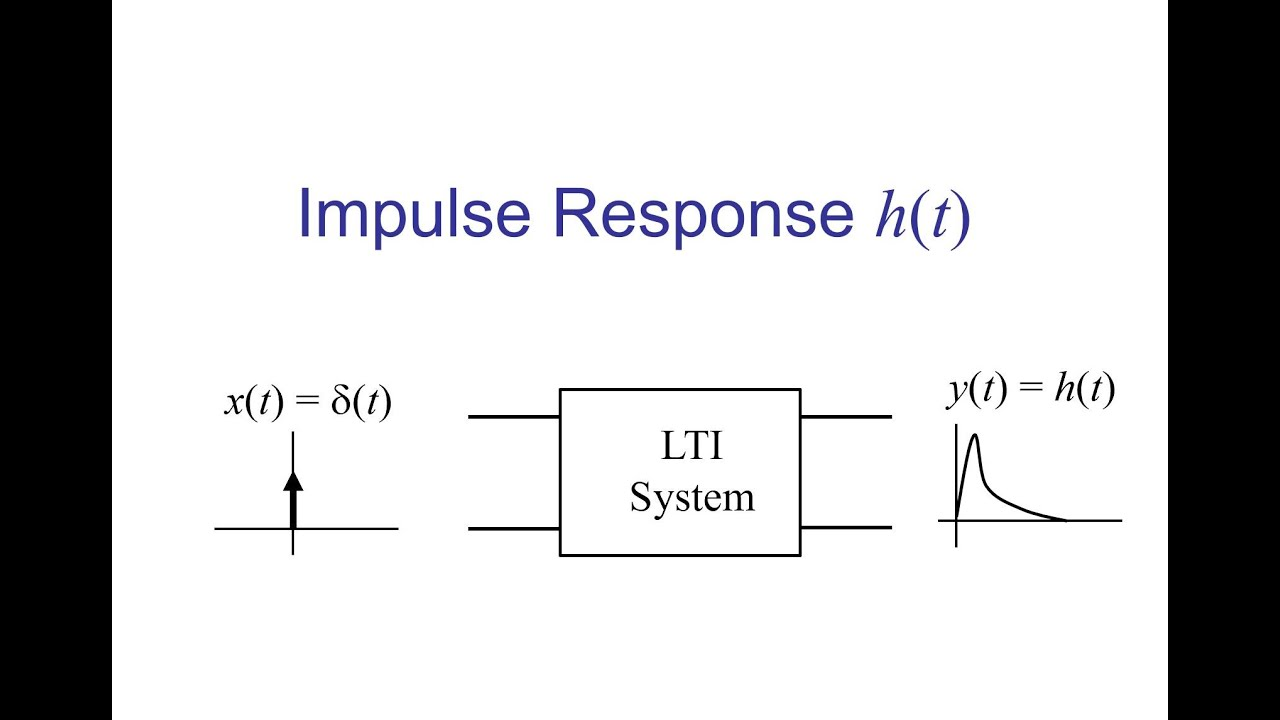 Impulse Response h(t)
x(t) = δ(t)
LTI
System
y(t) = h(t)